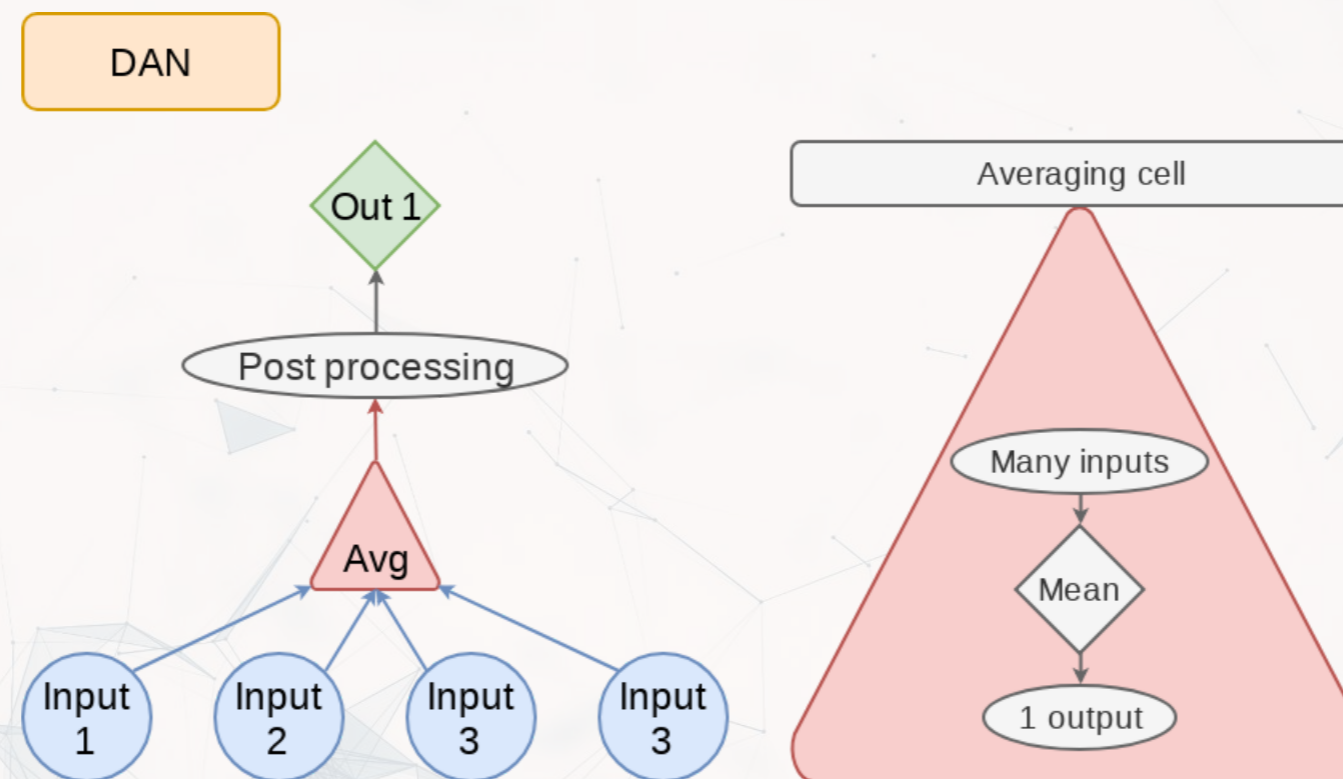 DAN
Out 1
Post processing
Avg
Input
1
Input
2
Input
3
Input
3
Averaging cell
Many inputs
Mean
1 output